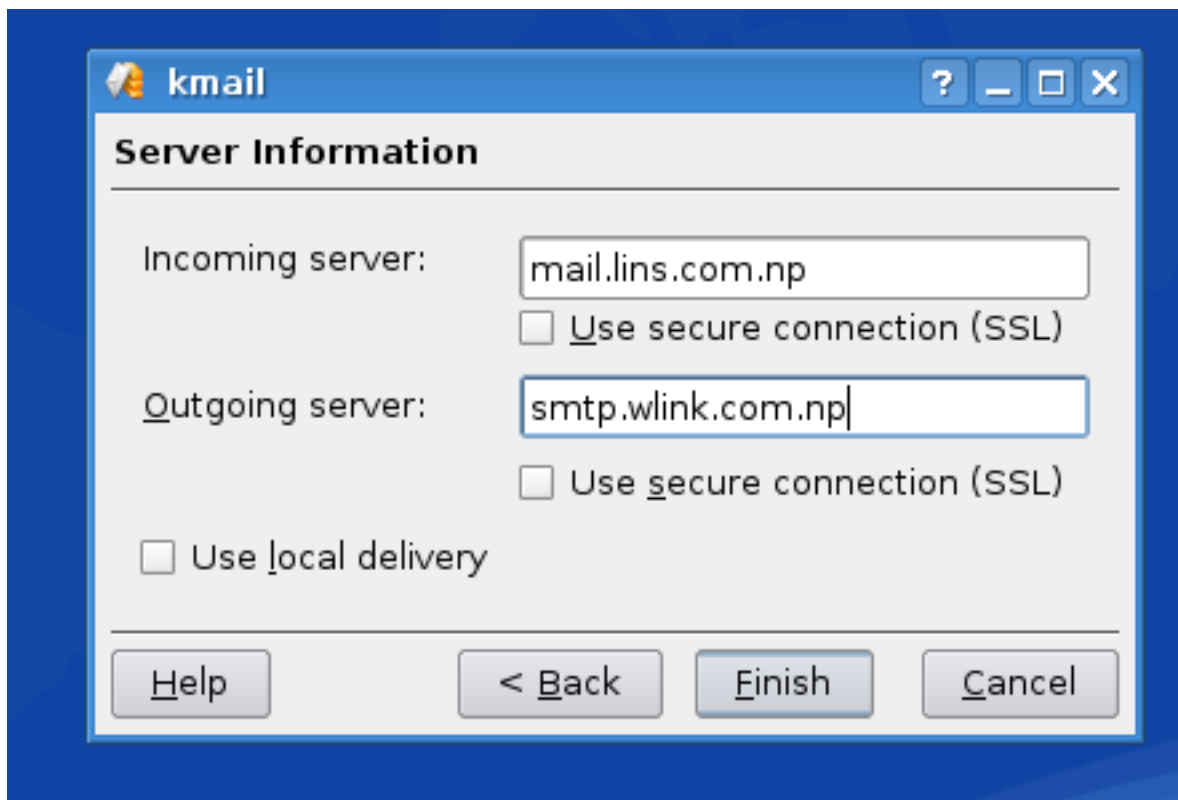 kmail
Server Information
Incoming server: mail.lins.com.np
Use secure connection (SSL)
Outgoing server: smtp.wlink.com.np
Use secure connection (SSL)
Use local delivery
Help < Back Finish Cancel